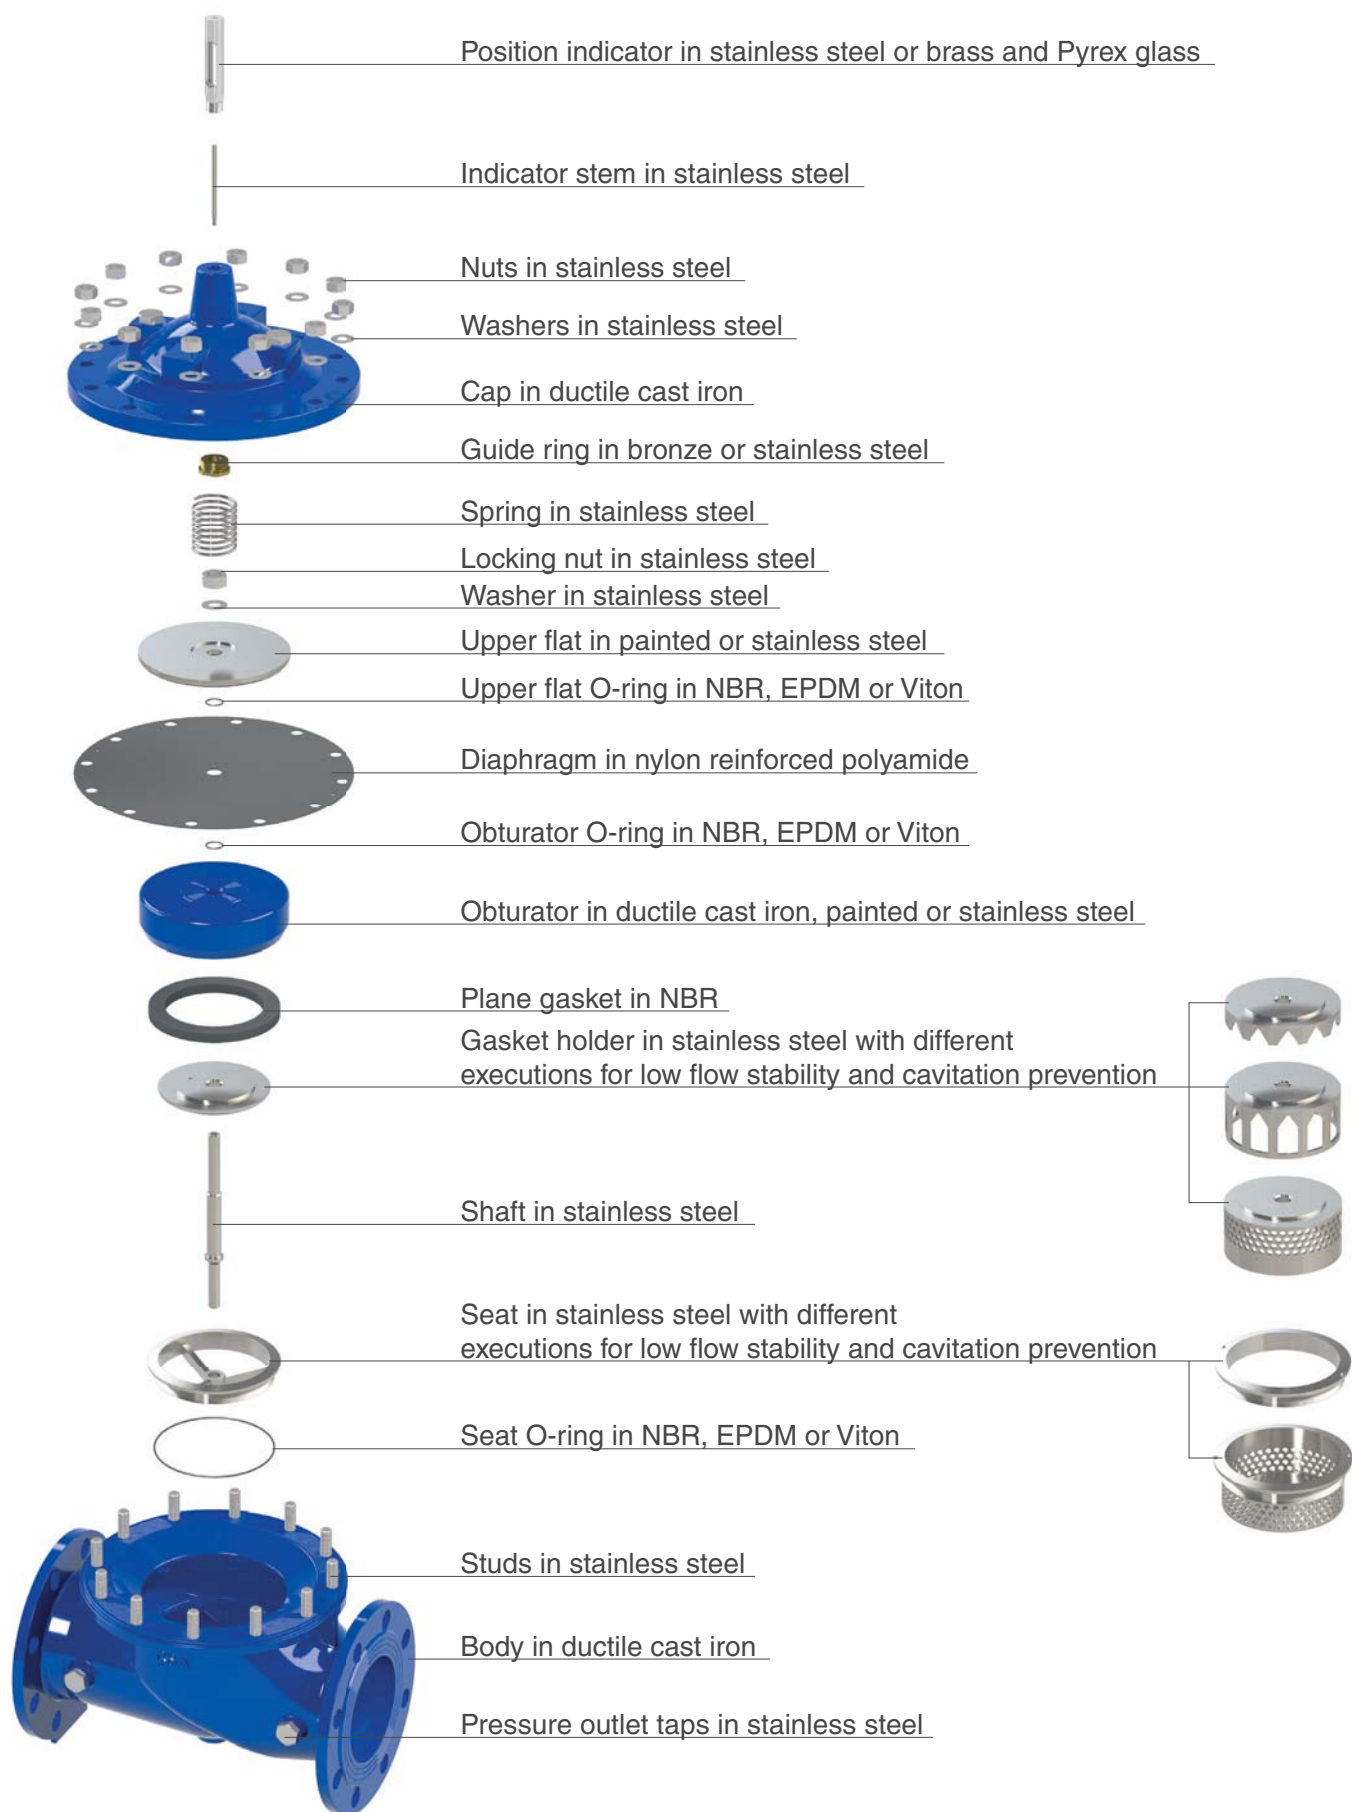 Position indicator in stainless steel or brass and Pyrex glass
Indicator stem in stainless steel
Nuts in stainless steel
Washers in stainless steel
Cap in ductile cast iron
Guide ring in bronze or stainless steel
Spring in stainless steel
Locking nut in stainless steel
Washer in stainless steel
Upper flat in painted or stainless steel
Upper flat O-ring in NBR, EPDM or Viton
Diaphragm in nylon reinforced polyamide
Obturator O-ring in NBR, EPDM or Viton
Obturator in ductile cast iron, painted or stainless steel
Plane gasket in NBR
Gasket holder in stainless steel with different
executions for low flow stability and cavitation prevention
Shaft in stainless steel
Seat in stainless steel with different
executions for low flow stability and cavitation prevention
Seat O-ring in NBR, EPDM or Viton
Studs in stainless steel
Body in ductile cast iron
Pressure outlet taps in stainless steel